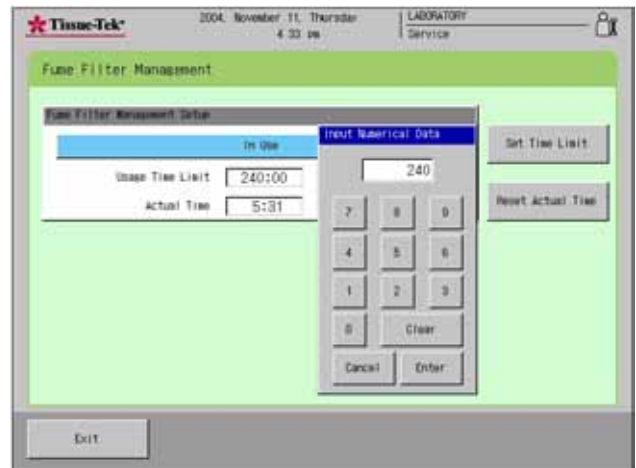 Tissue-Tek
2004, November 11, Thursday
4 33 pm
LABORATORY
Service
Fume Filter Management
Fume Filter Management Setup
In Use
Usage Time Limit 240:00
Actual Time 5:31
Input Numerical Data
240
7 8 9
4 5 6
1 2 3
0 Clear
Cancel Enter
Set Time Limit
Reset Actual Time
Exit